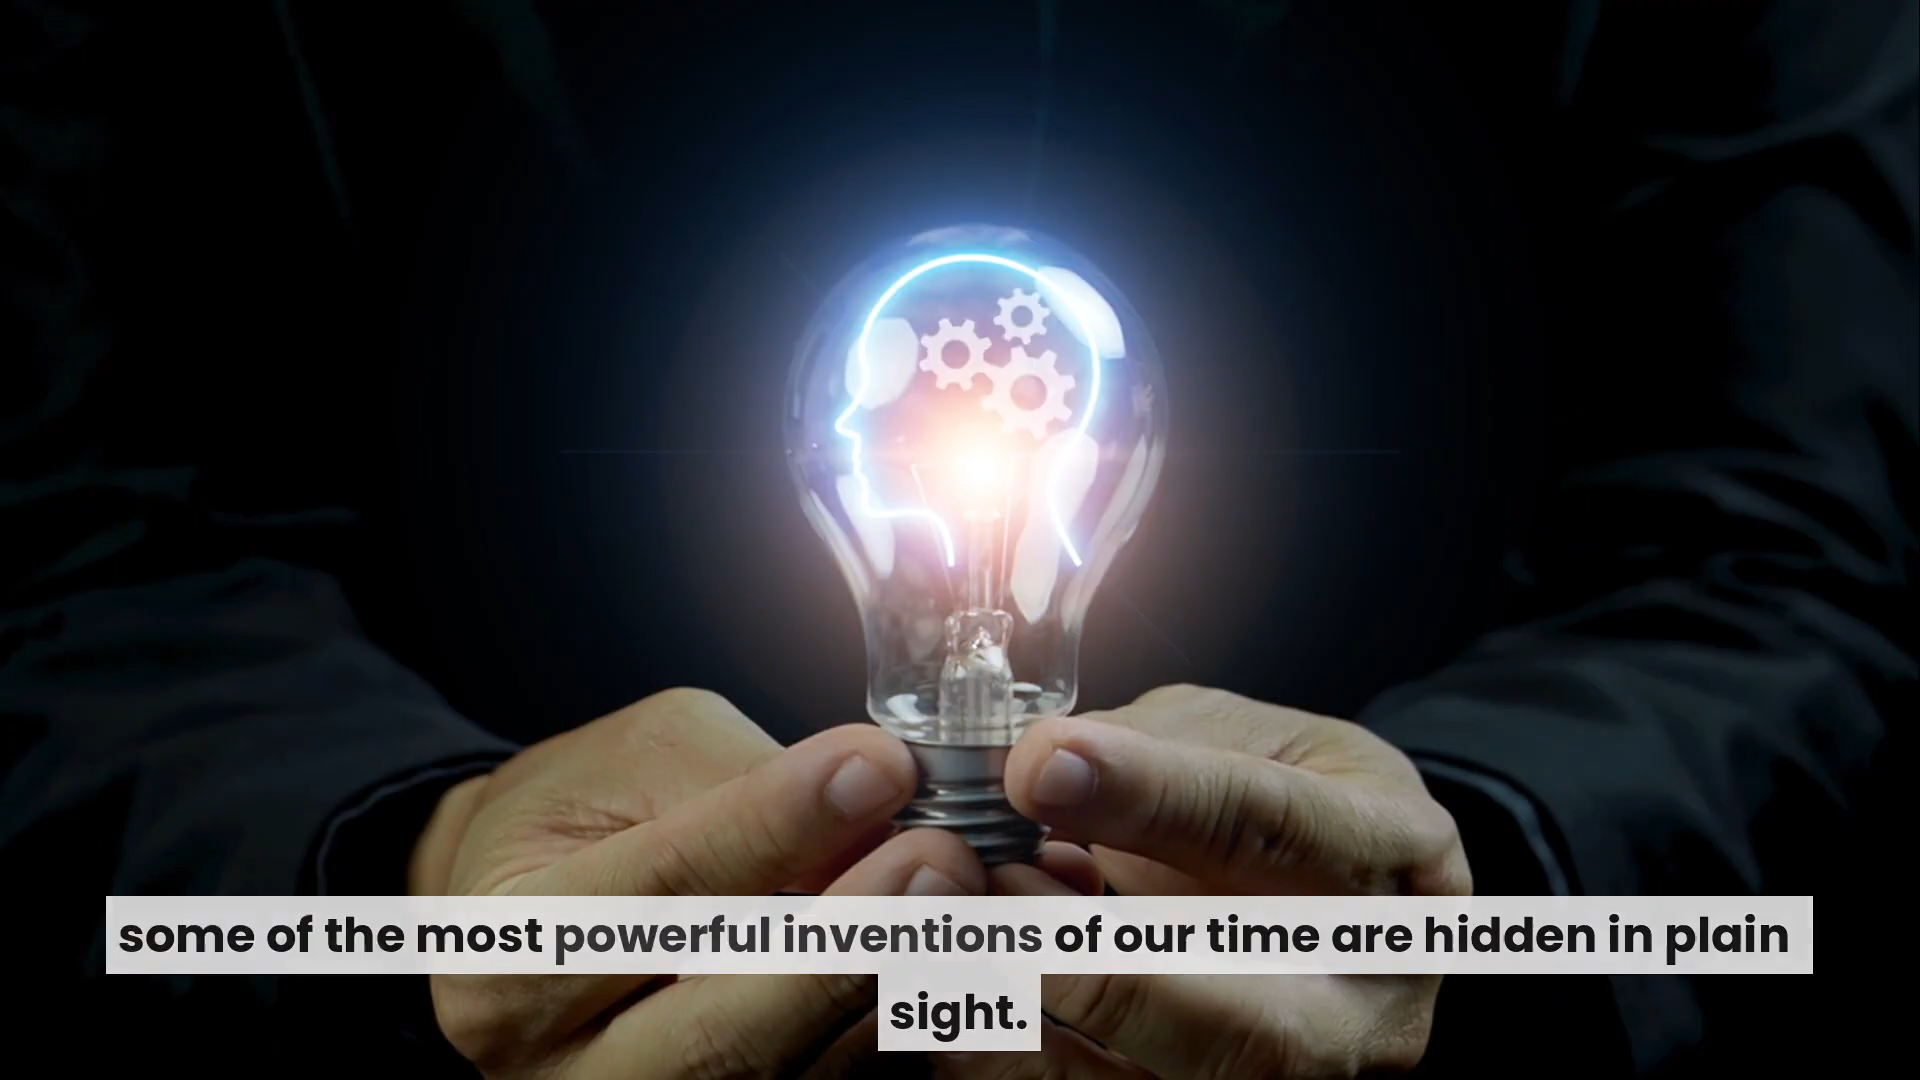 some of the most powerful inventions of our time are hidden in plain
sight.